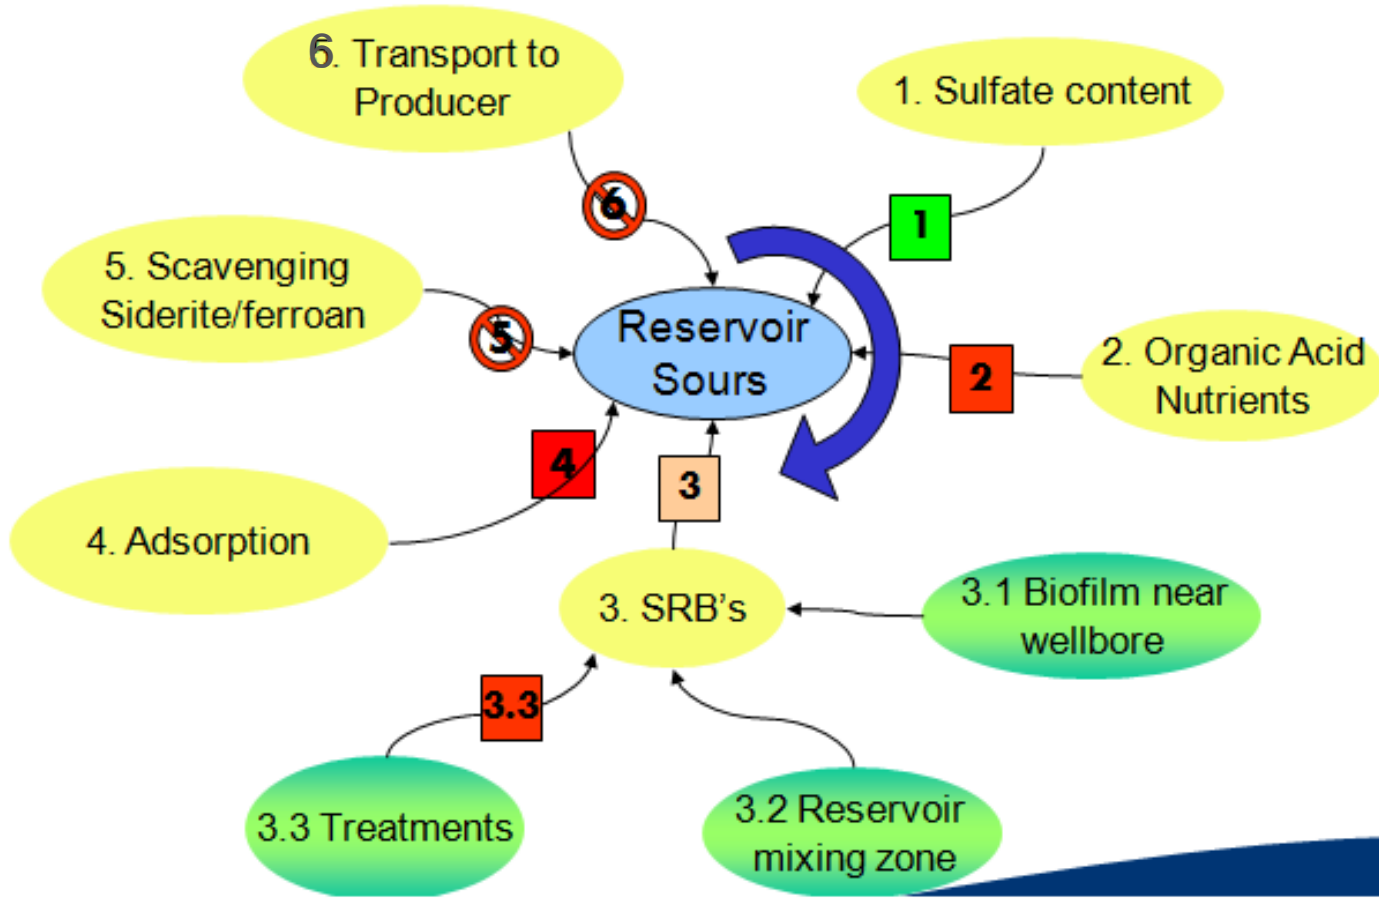 6. Transport to
Producer
1. Sulfate content
6
1
5. Scavenging
Siderite/ferroan
5
Reservoir
Sours
2
2. Organic Acid
Nutrients
4
3
4. Adsorption
3. SRB's
3.1 Biofilm near
wellbore
3.3
3.3 Treatments
3.2 Reservoir
mixing zone